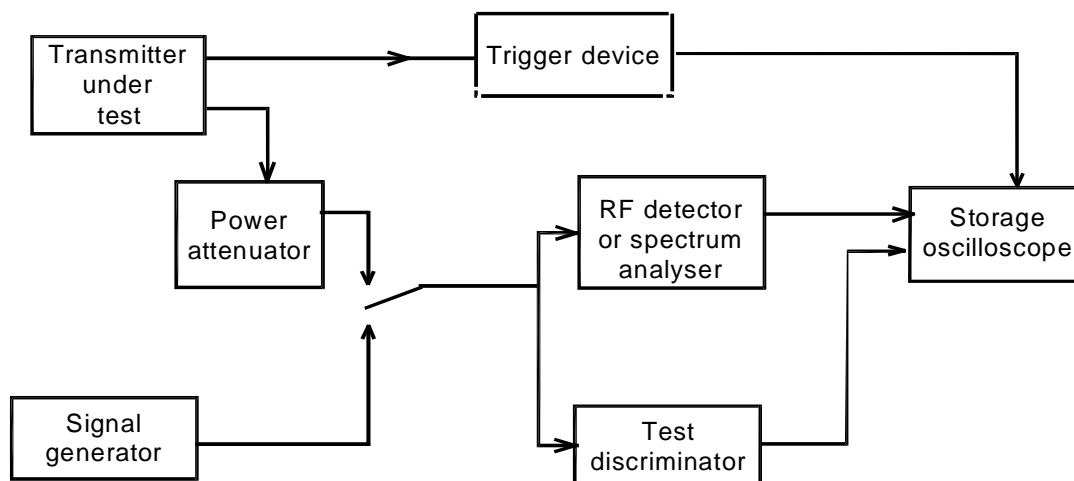 Transmitter
under
test
Trigger device
Power
attenuator
RF detector
or spectrum
analyser
Storage
oscilloscope
Signal
generator
Test
discriminator